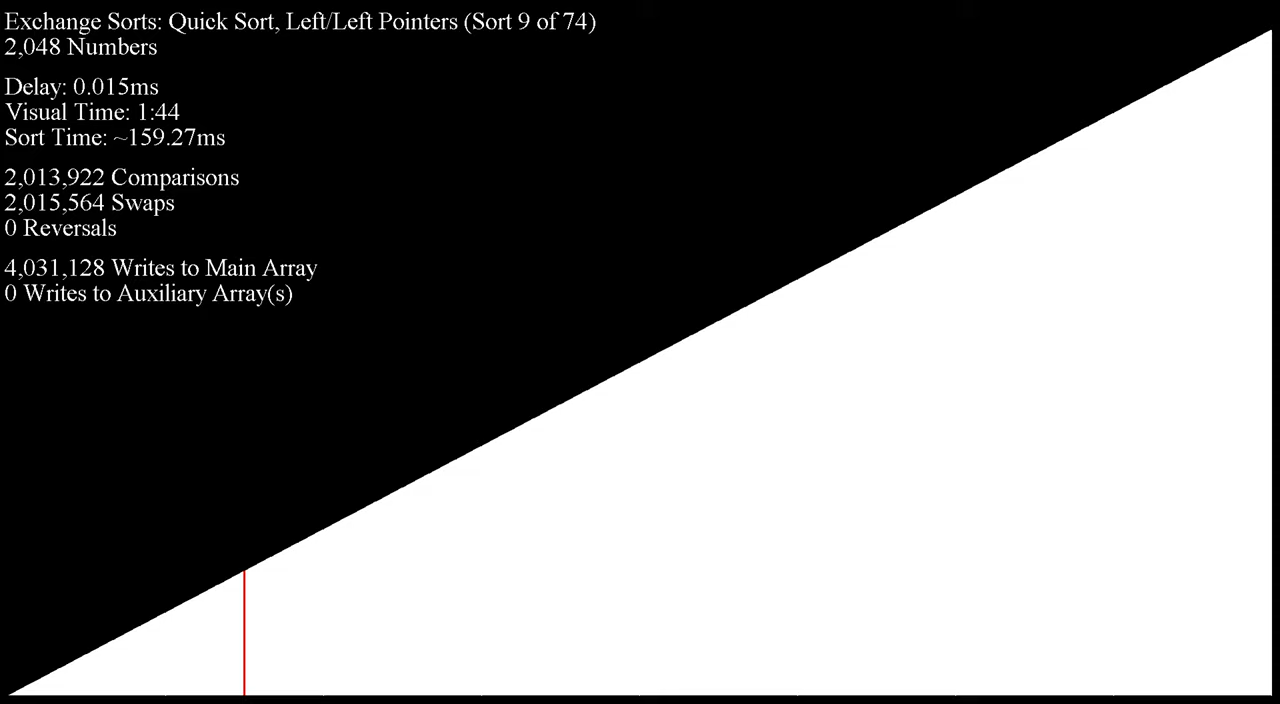 Exchange Sorts: Quick Sort, Left/Left Pointers (Sort 9 of 74)
2,048 Numbers
Delay: 0.015ms
Visual Time: 1:44
Sort Time: ~159.27ms
2,013,922 Comparisons
2,015,564 Swaps
0 Reversals
4,031,128 Writes to Main Array
0 Writes to Auxiliary Array(s)